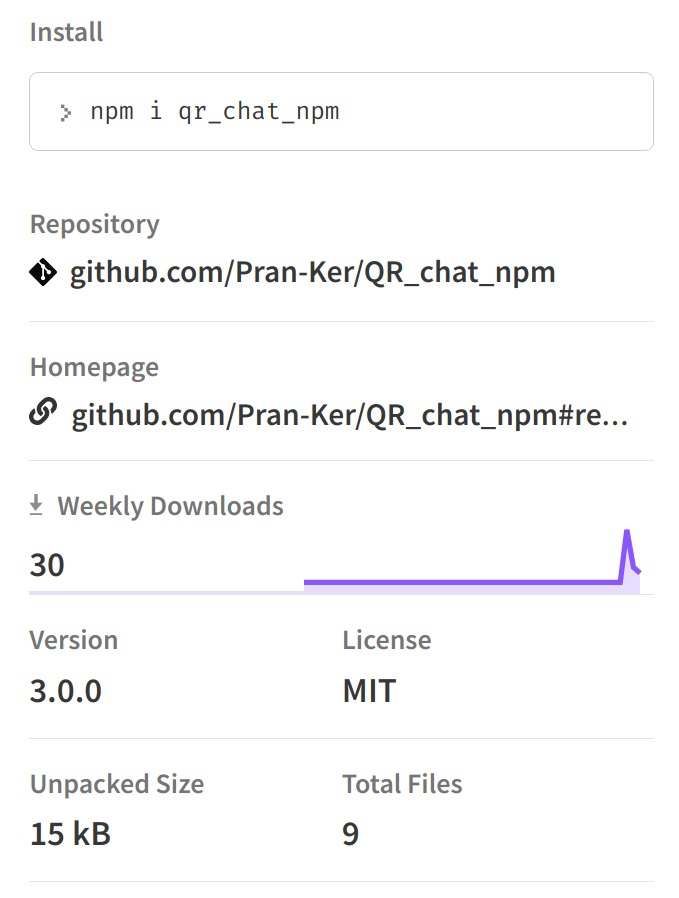 Install
npm i qr_chat_npm
Repository
github.com/Pran-Ker/QR_chat_npm
Homepage
github.com/Pran-Ker/QR_chat_npm#re...
Weekly Downloads
30
Version
License
3.0.0
MIT
Unpacked Size
Total Files
15 kB
9